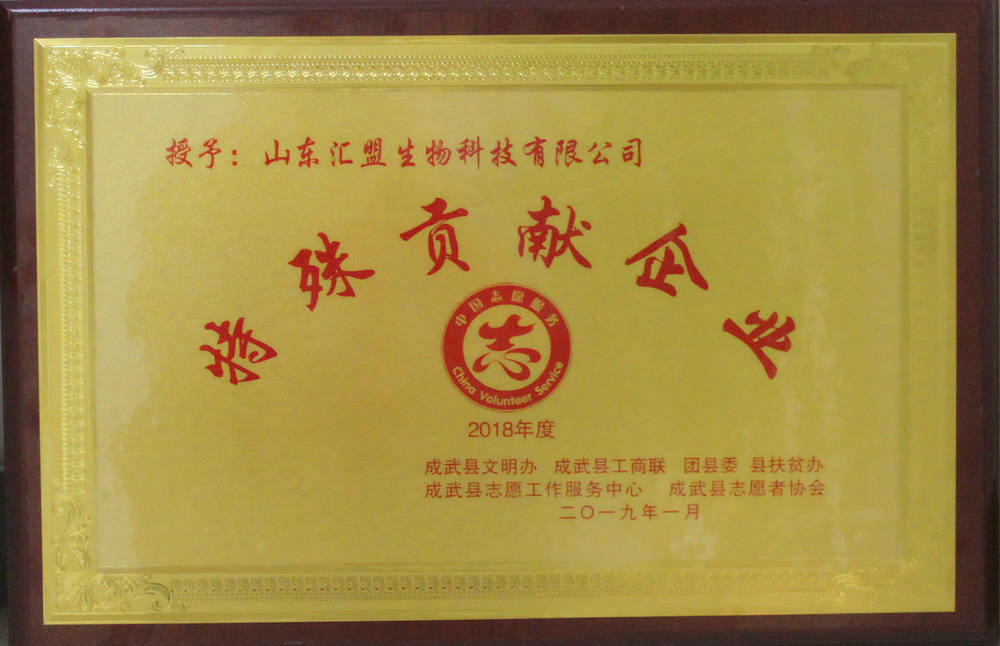 授予：山东汇盟生物科技有限公司
特殊贡献企业
中国志愿服务
志
China Volunteer Service
2018年度
成武县文明办 成武县工商联 团县委 县扶贫办
成武县志愿工作服务中心 成武县志愿者协会
二〇一九年一月